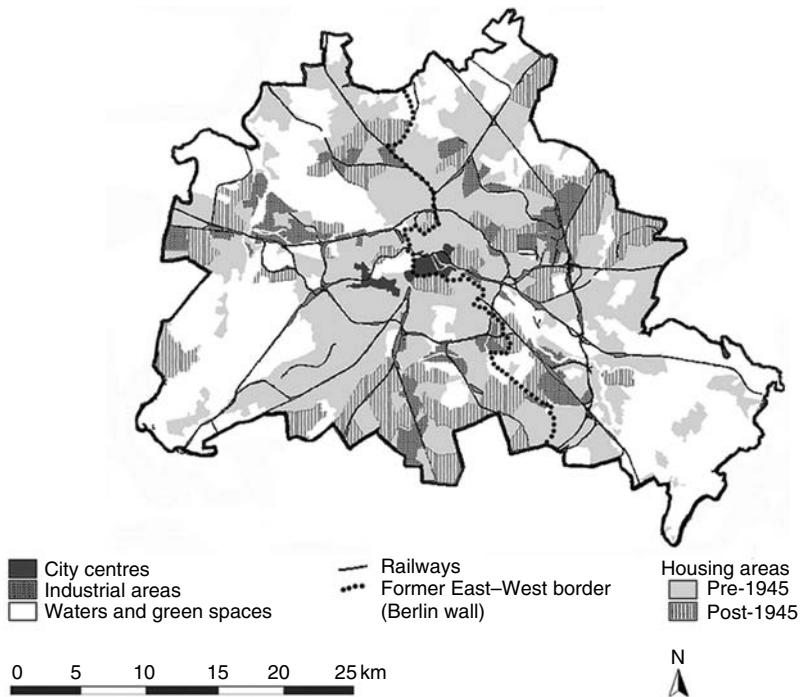 City centres
Industrial areas
Waters and green spaces
Railways
Former East–West border
(Berlin wall)
Housing areas
Pre-1945
Post-1945
0 5 10 15 20 25 km
N